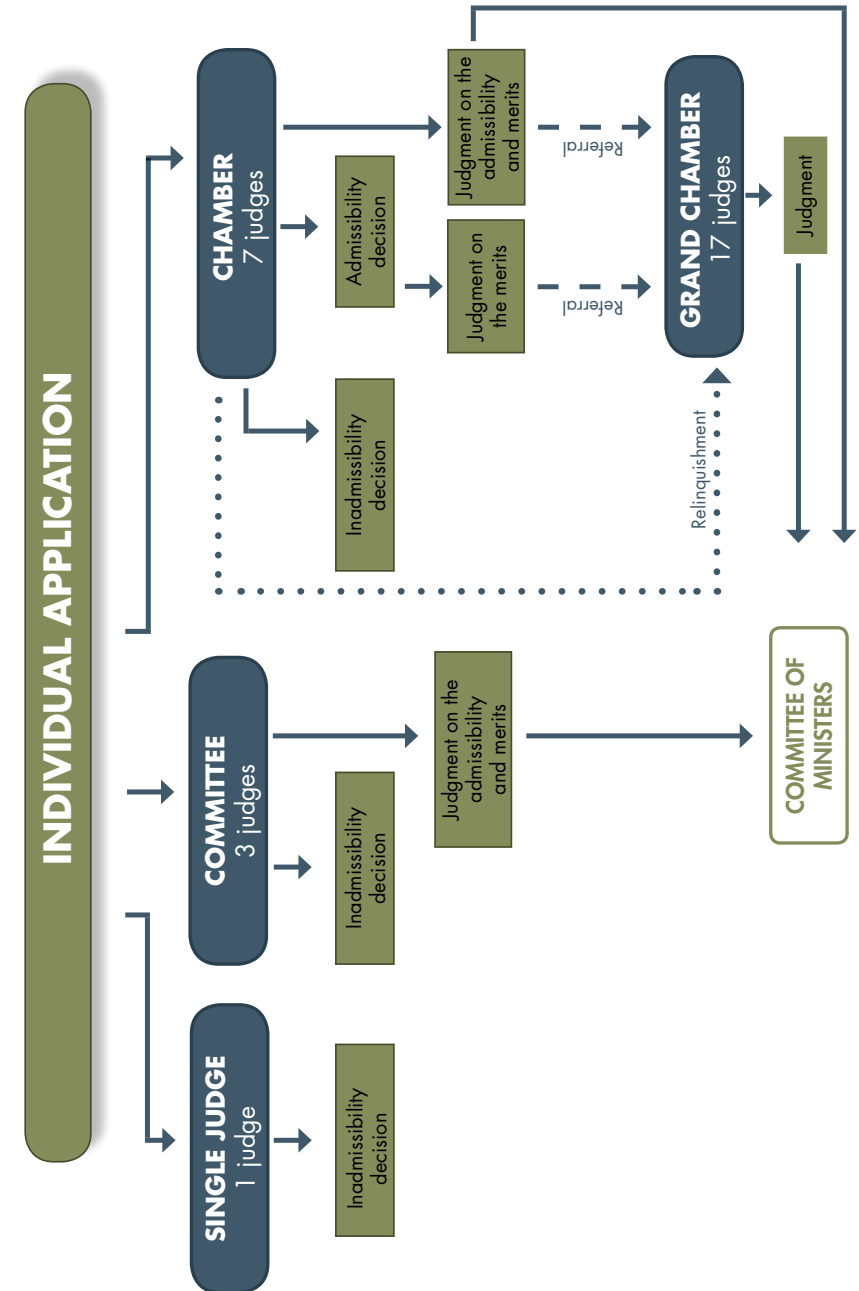 INDIVIDUAL APPLICATION
SINGLE JUDGE
1 judge
COMMITTEE
3 judges
CHAMBER
7 judges
Inadmissibility
decision
Inadmissibility
decision
Inadmissibility
decision
Admissibility
decision
Judgment on the
admissibility
and merits
Judgment on
the merits
Judgment on the
admissibility
and merits
Referral
Referral
Relinquishment
GRAND CHAMBER
17 judges
Judgment
COMMITTEE OF
MINISTERS